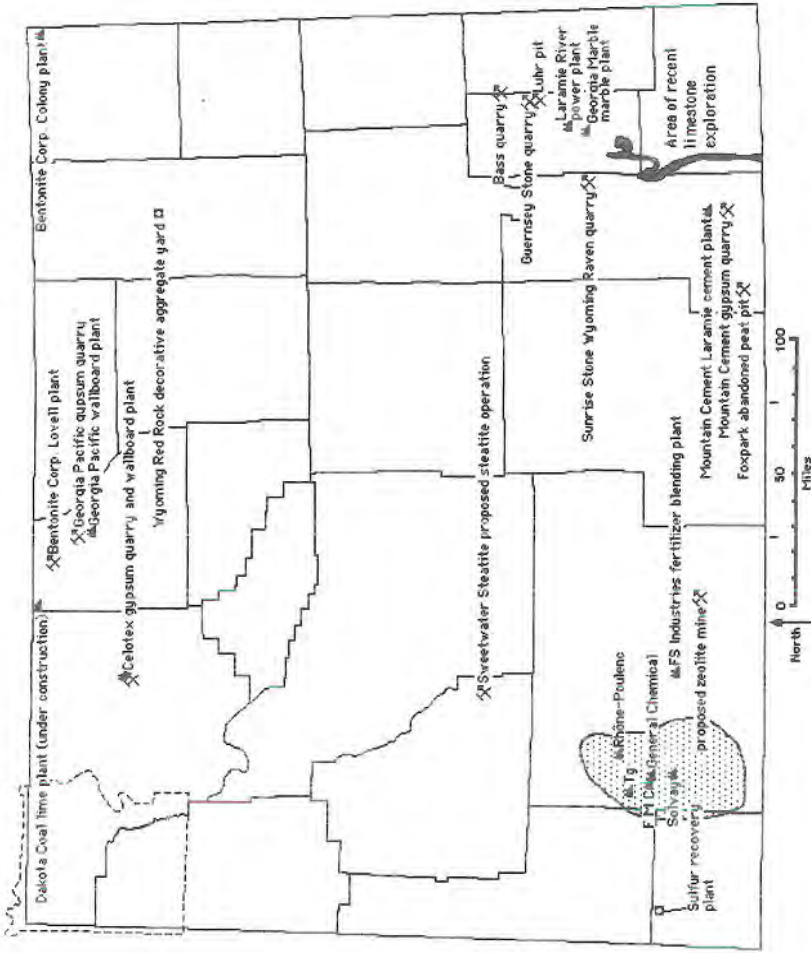 Dakota Coal lime plant (under construction)
Bentonite Corp. Lovell plant
Georgia Pacific gypsum quarry
Georgia Pacific wallboard plant
Bentonite Corp. Colony plant
Celotex gypsum quarry and wallboard plant
Wyoming Red Rock decorative aggregate yard
Sweetwater Steatite proposed steatite operation
Bass quarry
Guernsey Stone quarry
Luhr pit
Laramie River
power plant
Georgia Marble
marble plant
Sunrise Stone Wyoming Raven quarry
Area of recent
limestone
exploration
Rhône-Poulenc
Tg
F M C
General Chemical
Solvay
FS Industries fertilizer blending plant
proposed zeolite mine
Sulfur recovery
plant
Mountain Cement Laramie cement plant
Mountain Cement gypsum quarry
Foxpark abandoned peat pit
North
0
50
100
Miles